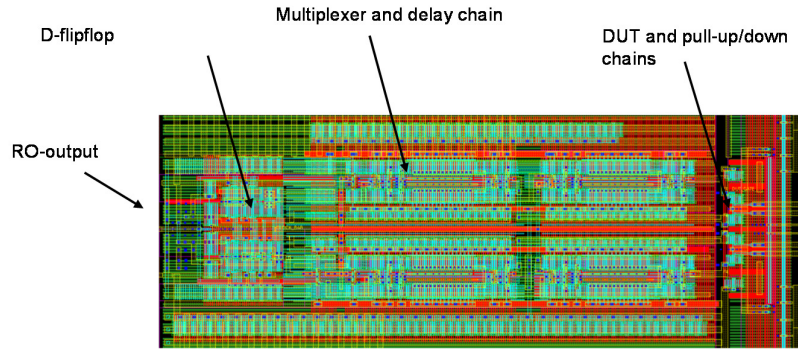 Multiplexer and delay chain
D-flipflop
DUT and pull-up/down
chains
RO-output